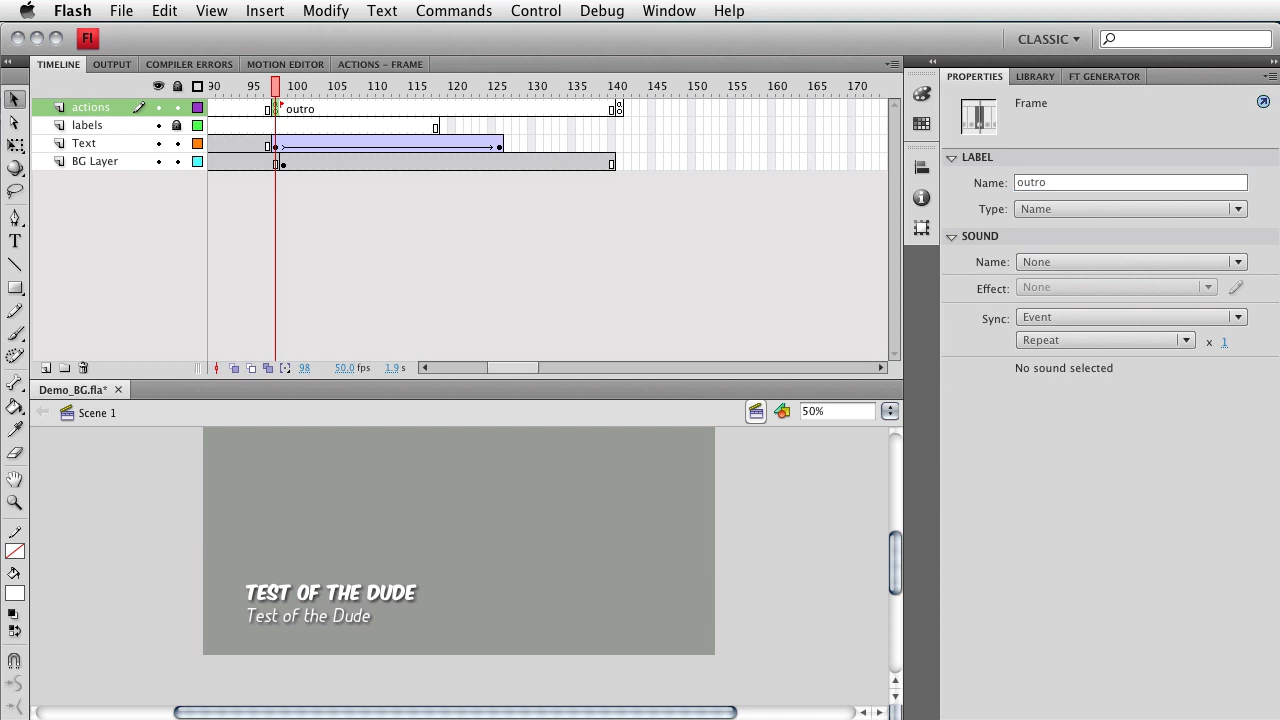 Flash File Edit View Insert Modify Text Commands Control Debug Window Help
Fl CLASSIC
TIMELINE OUTPUT COMPILER ERRORS MOTION EDITOR ACTIONS – FRAME
90 95 100 105 110 115 120 125 130 135 140 145 150 155 160 165 170
actions outro
labels
Text
BG Layer
98 50.0 fps 1.9 s
Demo_BG.fla*
Scene 1 50%
TEST OF THE DUDE
Test of the Dude
PROPERTIES LIBRARY FT GENERATOR
Frame
LABEL
Name: outro
Type: Name
SOUND
Name: None
Effect: None
Sync: Event
Repeat x 1
No sound selected
T